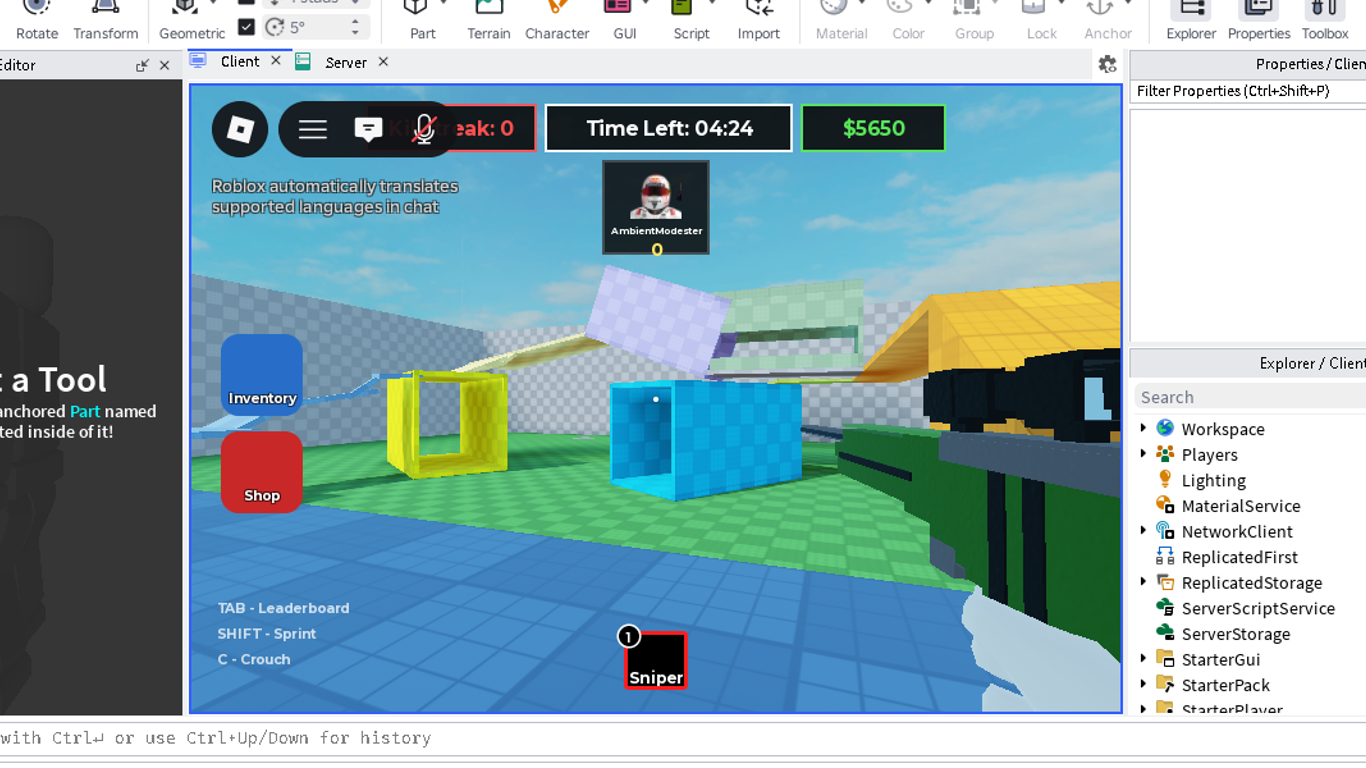 4 studs
5°
Rotate
Transform
Geometric
Part
Terrain
Character
GUI
Script
Import
Material
Color
Group
Lock
Anchor
Explorer
Properties
Toolbox
Editor
Client
Server
Properties / Clien
Filter Properties (Ctrl+Shift+P)
Killstreak: 0
Time Left: 04:24
$5650
Roblox automatically translates
supported languages in chat
AmbientModester
0
t a Tool
anchored Part named
ted inside of it!
Inventory
Shop
TAB - Leaderboard
SHIFT - Sprint
C - Crouch
1
Sniper
Explorer / Client
Search
Workspace
Players
Lighting
MaterialService
NetworkClient
ReplicatedFirst
ReplicatedStorage
ServerScriptService
ServerStorage
StarterGui
StarterPack
StarterPlayer
with Ctrl↵ or use Ctrl+Up/Down for history